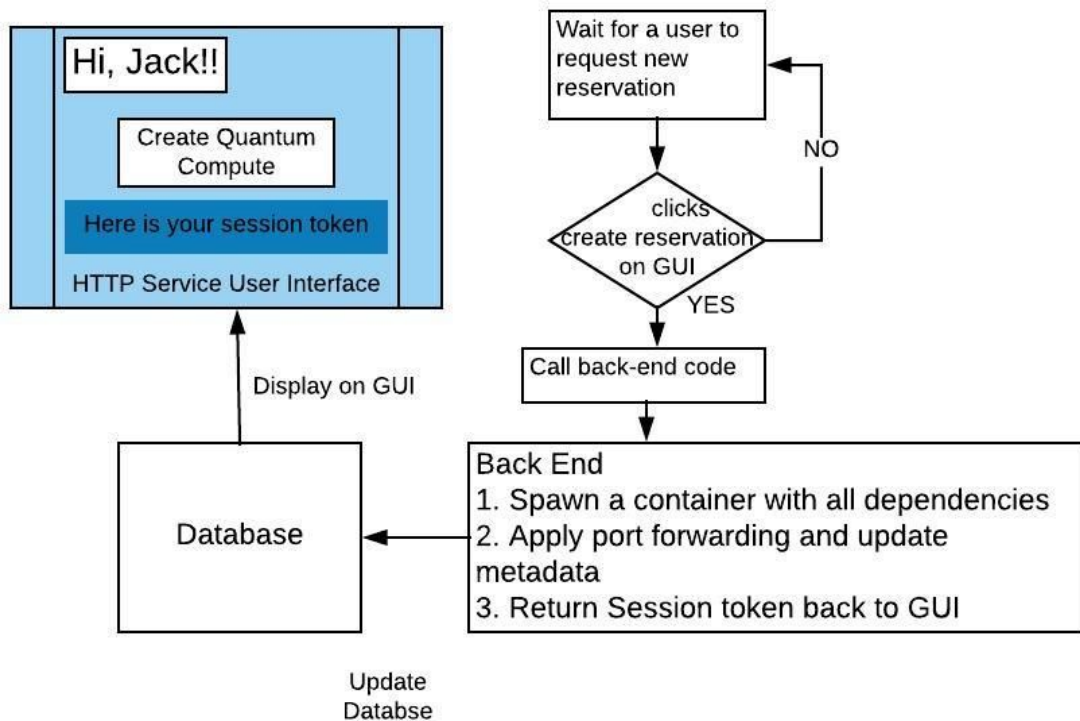 Hi, Jack!!
Create Quantum
Compute
Here is your session token
HTTP Service User Interface
Display on GUI
Database
Wait for a user to
request new
reservation
NO
clicks
create reservation
on GUI
YES
Call back-end code
Back End
1. Spawn a container with all dependencies
2. Apply port forwarding and update
metadata
3. Return Session token back to GUI
Update
Databse